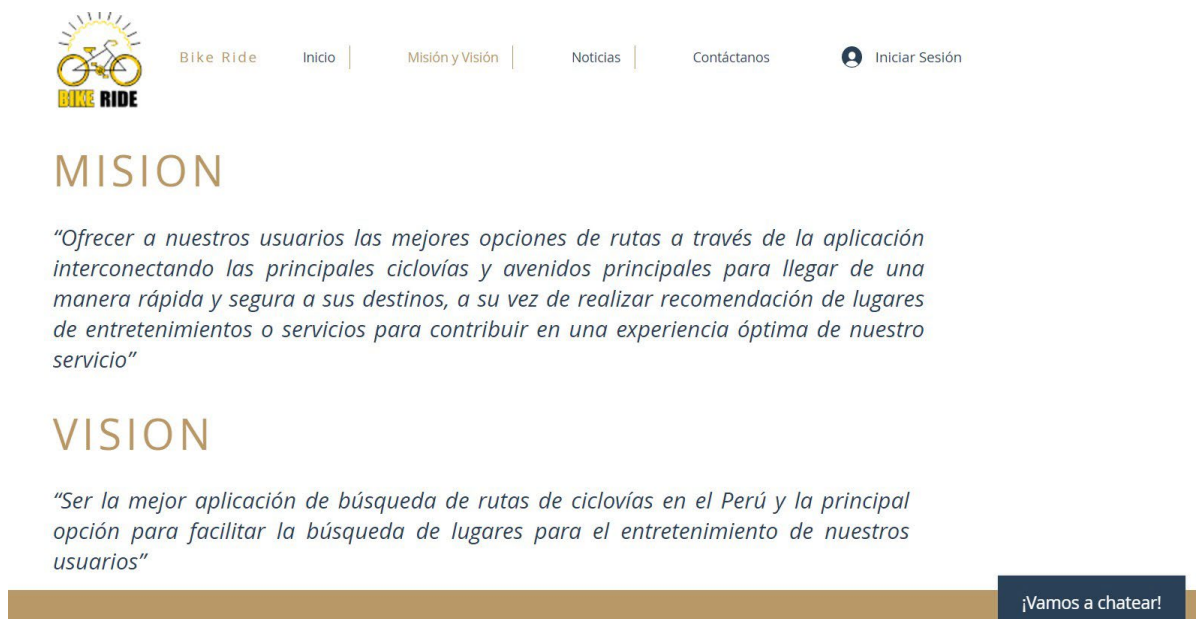 BIKE RIDE
Bike Ride
Inicio
Misión y Visión
Noticias
Contáctanos
Iniciar Sesión
MISION
“Ofrecer a nuestros usuarios las mejores opciones de rutas a través de la aplicación
interconectando las principales ciclovías y avenidos principales para llegar de una
manera rápida y segura a sus destinos, a su vez de realizar recomendación de lugares
de entretenimientos o servicios para contribuir en una experiencia óptima de nuestro
servicio”
VISION
“Ser la mejor aplicación de búsqueda de rutas de ciclovías en el Perú y la principal
opción para facilitar la búsqueda de lugares para el entretenimiento de nuestros
usuarios”
¡Vamos a chatear!